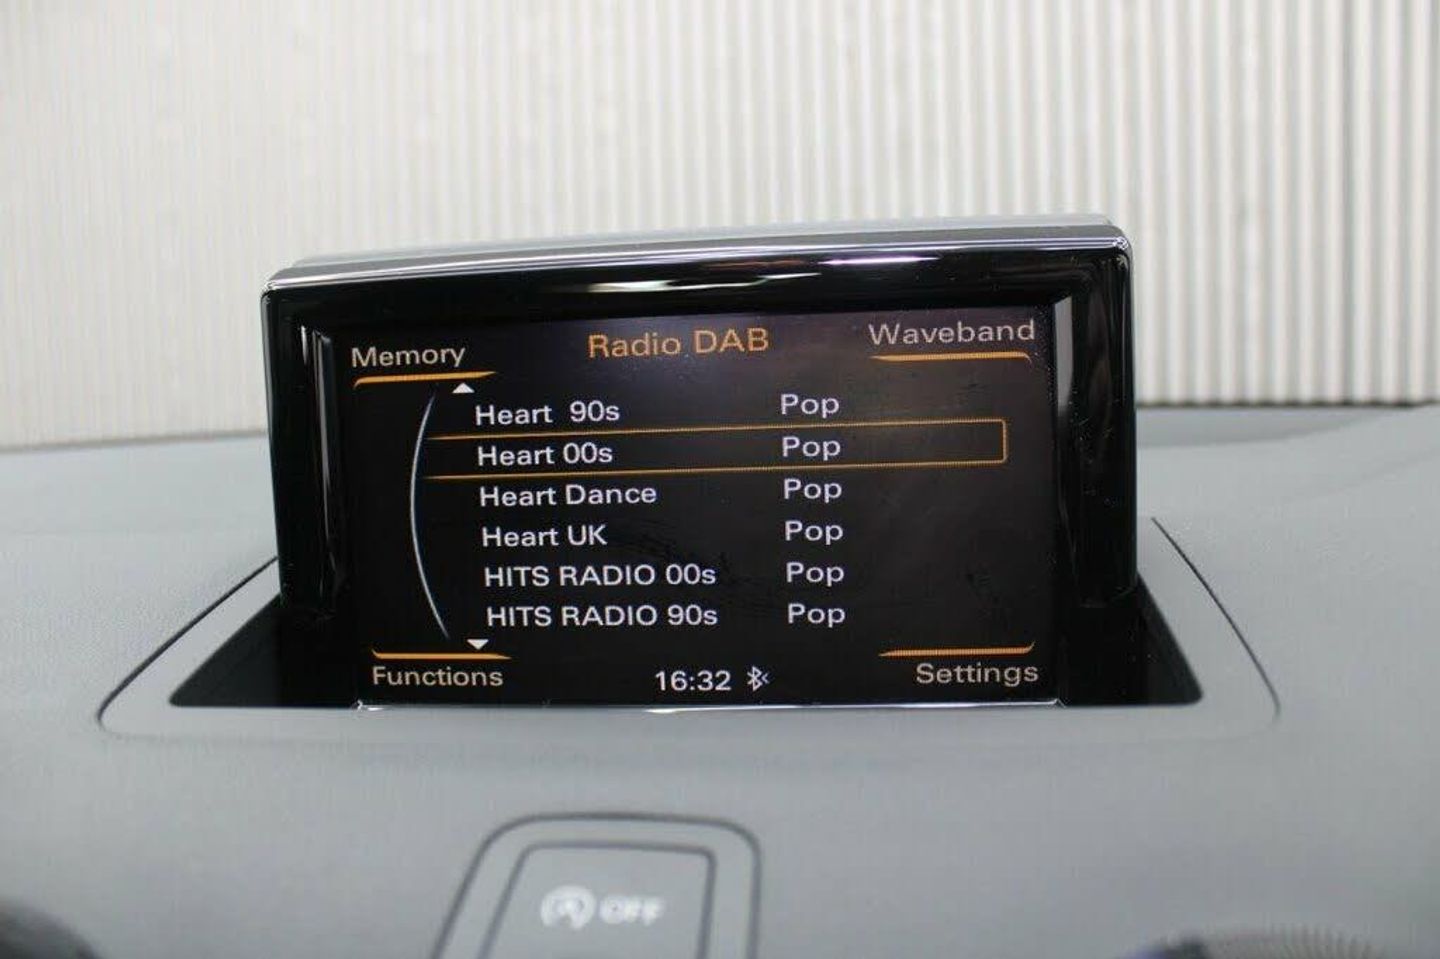 Memory Radio DAB Waveband
Heart 90s Pop
Heart 00s Pop
Heart Dance Pop
Heart UK Pop
HITS RADIO 00s Pop
HITS RADIO 90s Pop
Functions 16:32 Settings
A OFF